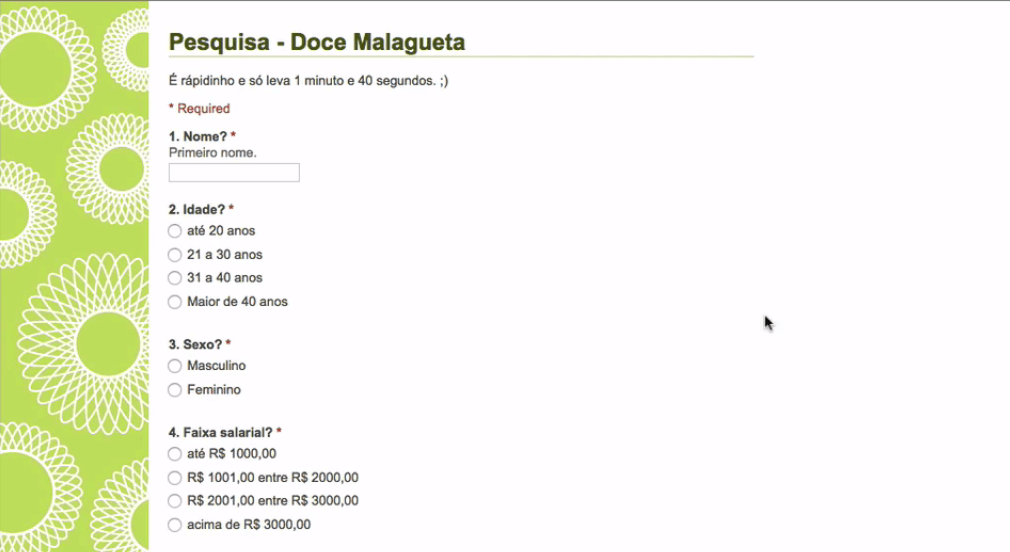 Pesquisa - Doce Malagueta
É rápidinho e só leva 1 minuto e 40 segundos. ;)
* Required
1. Nome? *
Primeiro nome.
2. Idade? *
até 20 anos
21 a 30 anos
31 a 40 anos
Maior de 40 anos
3. Sexo? *
Masculino
Feminino
4. Faixa salarial? *
até R$ 1000,00
R$ 1001,00 entre R$ 2000,00
R$ 2001,00 entre R$ 3000,00
acima de R$ 3000,00